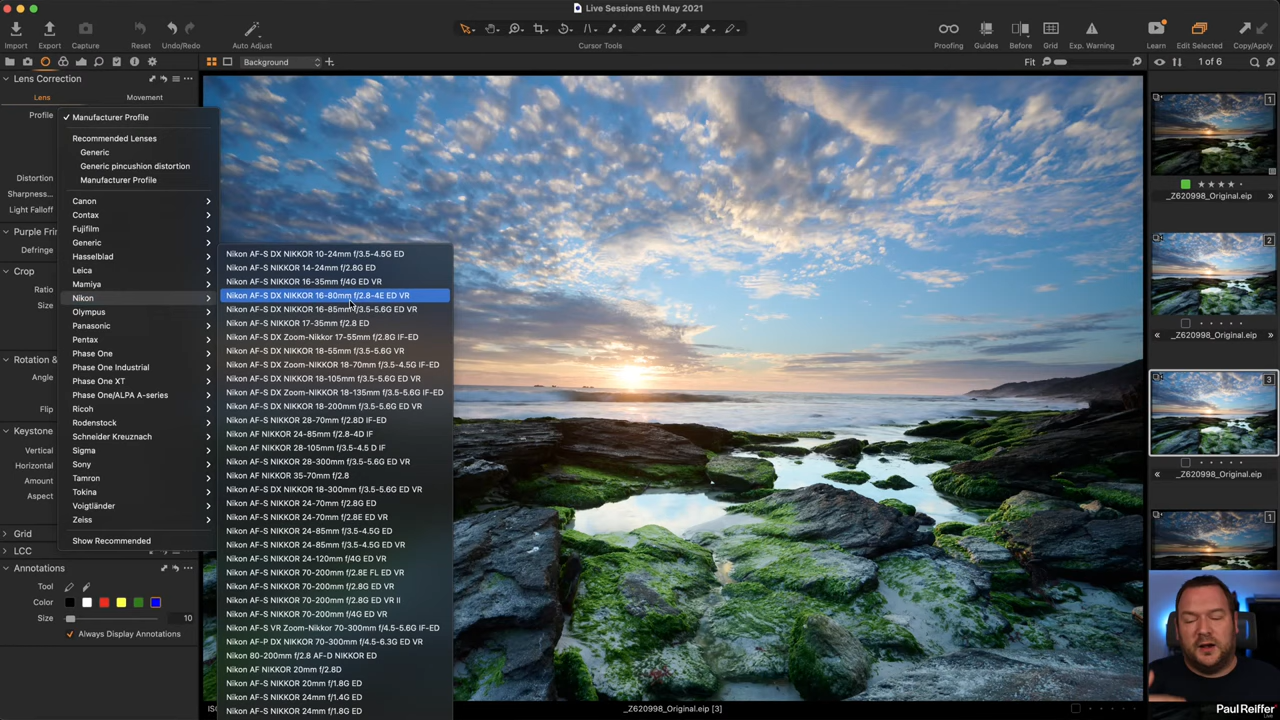 Live Sessions 6th May 2021
Import
Export
Capture
Reset
Undo/Redo
Auto Adjust
Cursor Tools
Proofing
Guides
Before
Grid
Exp. Warning
Learn
Edit Selected
Copy/Apply
Background
Fit
1 of 6
Lens Correction
Lens
Movement
Profile
Distortion
Sharpness...
Light Falloff
Purple Frin
Defringe
Crop
Ratio
Size
Rotation &
Angle
Flip
Keystone
Vertical
Horizontal
Amount
Aspect
Grid
LCC
Annotations
Tool
Color
Size
10
Always Display Annotations
✓ Manufacturer Profile
Recommended Lenses
Generic
Generic pincushion distortion
Manufacturer Profile
Canon
Contax
Fujifilm
Generic
Hasselblad
Leica
Mamiya
Nikon
Olympus
Panasonic
Pentax
Phase One
Phase One Industrial
Phase One XT
Phase One/ALPA A-series
Ricoh
Rodenstock
Schneider Kreuznach
Sigma
Sony
Tamron
Tokina
Voigtländer
Zeiss
Show Recommended
Nikon AF-S DX NIKKOR 10-24mm f/3.5-4.5G ED
Nikon AF-S NIKKOR 14-24mm f/2.8G ED
Nikon AF-S NIKKOR 16-35mm f/4G ED VR
Nikon AF-S DX NIKKOR 16-80mm f/2.8-4E ED VR
Nikon AF-S DX NIKKOR 16-85mm f/3.5-5.6G ED VR
Nikon AF-S NIKKOR 17-35mm f/2.8 ED
Nikon AF-S DX Zoom-Nikkor 17-55mm f/2.8G IF-ED
Nikon AF-S DX NIKKOR 18-55mm f/3.5-5.6G VR
Nikon AF-S DX Zoom-NIKKOR 18-70mm f/3.5-4.5G IF-ED
Nikon AF-S DX NIKKOR 18-105mm f/3.5-5.6G ED VR
Nikon AF-S DX Zoom-NIKKOR 18-135mm f/3.5-5.6G IF-ED
Nikon AF-S DX NIKKOR 18-200mm f/3.5-5.6G ED VR
Nikon AF-S NIKKOR 28-70mm f/2.8D IF-ED
Nikon AF NIKKOR 24-85mm f/2.8-4D IF
Nikon AF NIKKOR 28-105mm f/3.5-4.5 D IF
Nikon AF-S NIKKOR 28-300mm f/3.5-5.6G ED VR
Nikon AF NIKKOR 35-70mm f/2.8
Nikon AF-S DX NIKKOR 18-300mm f/3.5-5.6G ED VR
Nikon AF-S NIKKOR 24-70mm f/2.8G ED
Nikon AF-S NIKKOR 24-70mm f/2.8E ED VR
Nikon AF-S NIKKOR 24-85mm f/3.5-4.5G ED
Nikon AF-S NIKKOR 24-85mm f/3.5-4.5G ED VR
Nikon AF-S NIKKOR 24-120mm f/4G ED VR
Nikon AF-S NIKKOR 70-200mm f/2.8E FL ED VR
Nikon AF-S NIKKOR 70-200mm f/2.8G ED VR
Nikon AF-S NIKKOR 70-200mm f/2.8G ED VR II
Nikon AF-S NIKKOR 70-200mm f/4G ED VR
Nikon AF-S VR Zoom-Nikkor 70-300mm f/4.5-5.6G IF-ED
Nikon AF-P DX NIKKOR 70-300mm f/4.5-6.3G ED VR
Nikon 80-200mm f/2.8 AF-D NIKKOR ED
Nikon AF NIKKOR 20mm f/2.8D
Nikon AF-S NIKKOR 20mm f/1.8G ED
Nikon AF-S NIKKOR 24mm f/1.4G ED
Nikon AF-S NIKKOR 24mm f/1.8G ED
_Z620998_Original.eip [3]
1
_Z620998_Original.eip
2
_Z620998_Original.eip
3
_Z620998_Original.eip
1
Paul Reiffer
Live